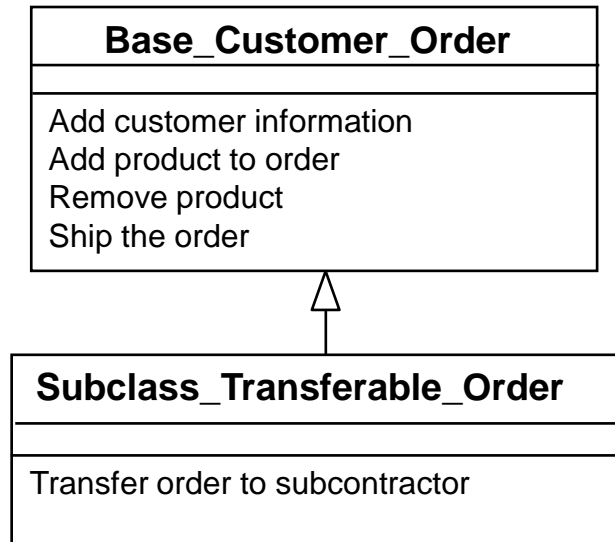 Base_Customer_Order
Add customer information
Add product to order
Remove product
Ship the order
Subclass_Transferable_Order
Transfer order to subcontractor